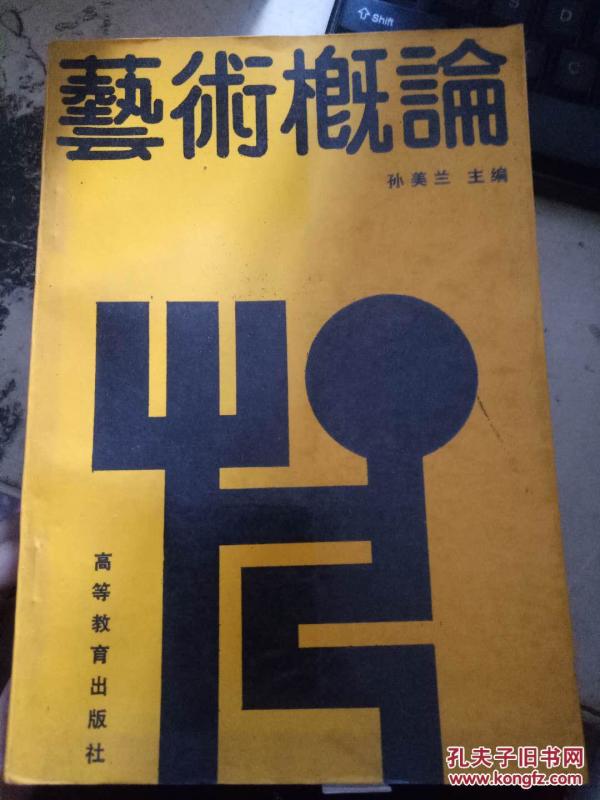 Shift
S
D
藝術概論
孙美兰 主编
高等教育出版社
孔夫子旧书网
www.kongfz.com